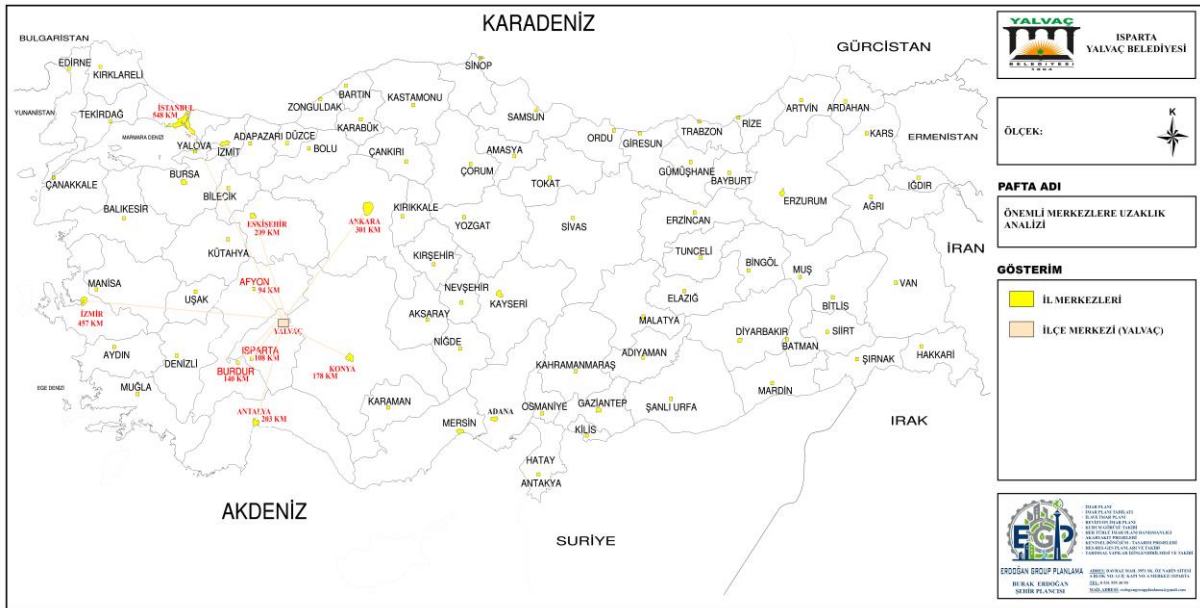 KARADENİZ
BULGARİSTAN
GÜRCİSTAN
EDİRNE
KIRKLARELİ
SİNOP
YUNANİSTAN
TEKİRDAĞ
İSTANBUL
548 KM
MARMARA DENİZİ
YALOVA
İZMİT
ADAPAZARI
DÜZCE
BOLU
ZONGULDAK
BARTIN
KARABÜK
KASTAMONU
ÇANKIRI
SAMSUN
ORDU
GİRESUN
TRABZON
RİZE
ARTVİN
ARDAHAN
KARS
ERMENİSTAN
ÇANAKKALE
BURSA
BİLECİK
BALIKESİR
ESKİŞEHİR
239 KM
ANKARA
301 KM
KIRIKKALE
ÇORUM
AMASYA
TOKAT
YOZGAT
SİVAS
GÜMÜŞHANE
BAYBURT
ERZURUM
ERZİNCAN
AĞRI
IĞDIR
İRAN
KÜTAHYA
KIRŞEHİR
TUNCELİ
BİNGÖL
MUŞ
VAN
MANİSA
İZMİR
457 KM
UŞAK
AFYON
94 KM
YALVAÇ
NEVŞEHİR
AKSARAY
KAYSERİ
NİĞDE
MALATYA
ELAZIĞ
BİTLİS
DİYARBAKIR
SİİRT
BATMAN
ŞIRNAK
HAKKARİ
AYDIN
DENİZLİ
ISPARTA
108 KM
BURDUR
140 KM
KONYA
178 KM
KAHRAMANMARAŞ
ADIYAMAN
MARDİN
EGE DENİZİ
MUĞLA
ANTALYA
203 KM
KARAMAN
MERSİN
ADANA
OSMANİYE
GAZİANTEP
ŞANLI URFA
KİLİS
HATAY
ANTAKYA
IRAK
AKDENİZ
SURİYE
YALVAÇ
BELEDİYESİ
ISPARTA
YALVAÇ BELEDİYESİ
ÖLÇEK:
K
PAFTA ADI
ÖNEMLİ MERKEZLERE UZAKLIK
ANALİZİ
GÖSTERİM
İL MERKEZLERİ
İLÇE MERKEZİ (YALVAÇ)
EGP
ERDOĞAN GROUP PLANLAMA
BURAK ERDOĞAN
ŞEHİR PLANCISI
İMAR PLANI